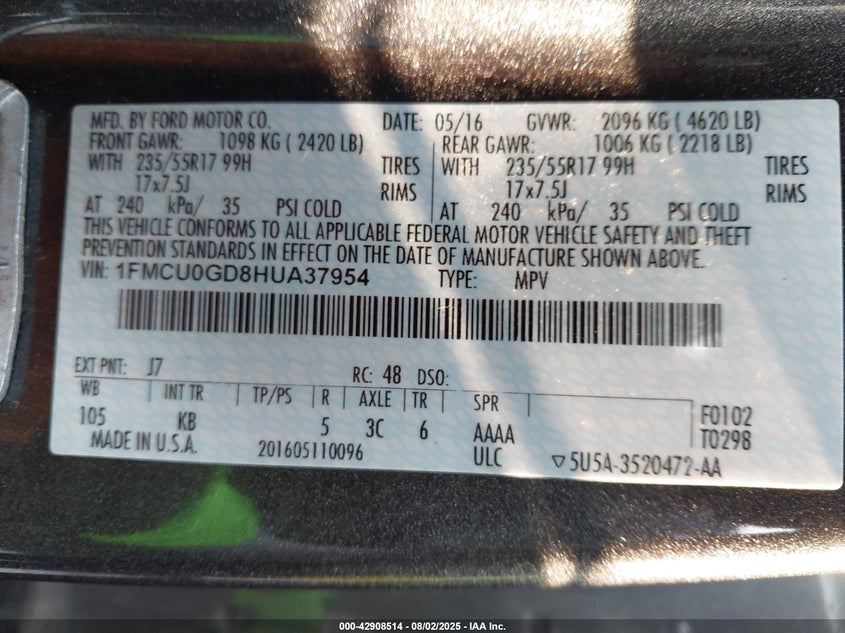 MFD. BY FORD MOTOR CO. DATE: 05/16 GVWR: 2096 KG ( 4620 LB)
FRONT GAWR: 1098 KG ( 2420 LB) REAR GAWR: 1006 KG ( 2218 LB)
WITH 235/55R17 99H TIRES WITH 235/55R17 99H TIRES
17x7.5J RIMS 17x7.5J RIMS
AT 240 kPa/ 35 PSI COLD AT 240 kPa/ 35 PSI COLD
THIS VEHICLE CONFORMS TO ALL APPLICABLE FEDERAL MOTOR VEHICLE SAFETY AND THEFT
PREVENTION STANDARDS IN EFFECT ON THE DATE OF MANUFACTURE SHOWN ABOVE.
VIN: 1FMCU0GD8HUA37954 TYPE: MPV
EXT PNT: J7 RC: 48 DSO:
WB INT TR TP/PS R AXLE TR SPR
105 KB 5 3C 6 AAAA F0102
MADE IN U.S.A. 201605110096 ULC T0298
▽5U5A-3520472-AA
000-42908514 - 08/02/2025 - IAA Inc.